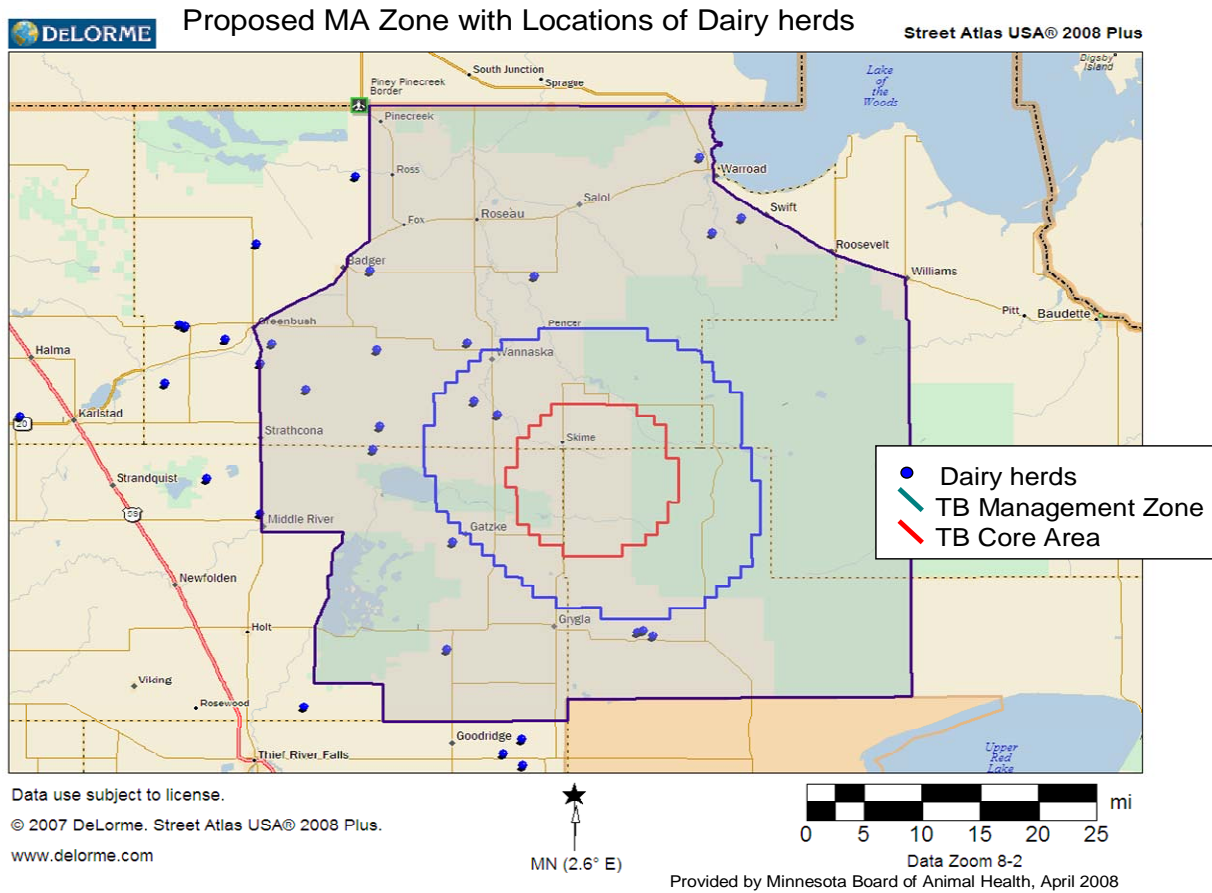 Proposed MA Zone with Locations of Dairy herds
DELORME
Street Atlas USA® 2008 Plus
South Junction
Sprague
Piney Pinecreek
Border
Lake
of the
Woods
Digsby
Island
Pinecreek
Ross
Warroad
Salol
Swift
Fox
Roseau
Roosevelt
Badger
Williams
Pitt
Baudette
Greenbush
Pencer
Halma
Wannaska
Karlstad
20
Strathcona
Skime
Strandquist
59
Middle River
Gatzke
Newfolden
Holt
Grygla
Viking
Rosewood
Goodridge
Thief River Falls
Upper
Red
Lake
Dairy herds
TB Management Zone
TB Core Area
Data use subject to license.
© 2007 DeLorme. Street Atlas USA® 2008 Plus.
www.delorme.com
MN (2.6° E)
mi
0 5 10 15 20 25
Data Zoom 8-2
Provided by Minnesota Board of Animal Health, April 2008